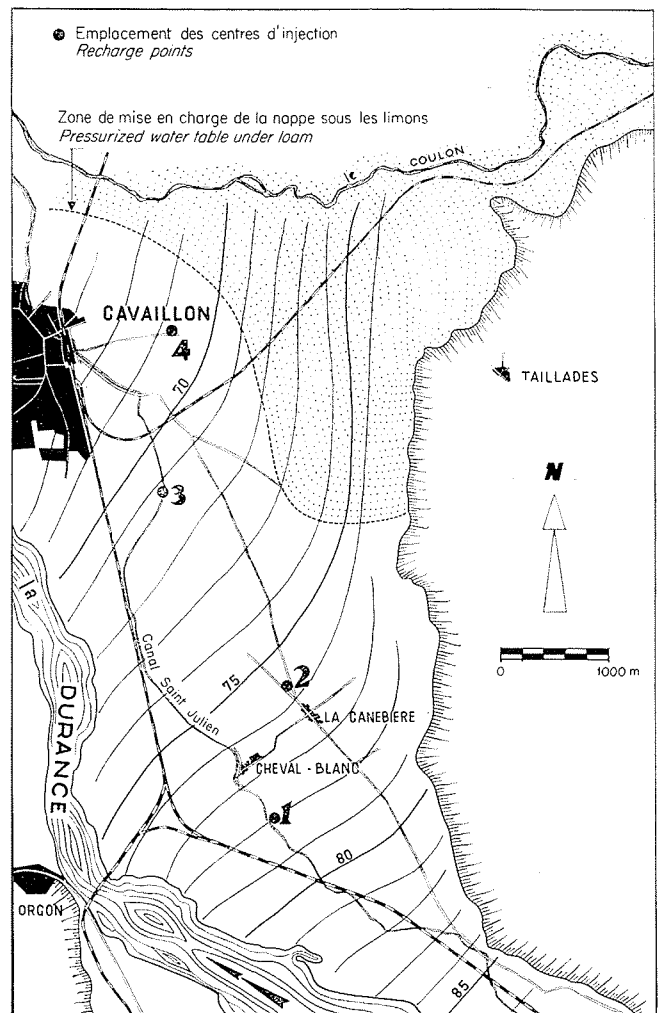 Emplacement des centres d'injection
Recharge points
Zone de mise en charge de la nappe sous les limons
Pressurized water table under loam
le COULON
CAVAILLON
4
70
TAILLADES
N
3
la DURANCE
0 1000 m
Canal Saint Julien
75
2
LA CANEBIERE
CHEVAL - BLANC
1
80
ORGON
85